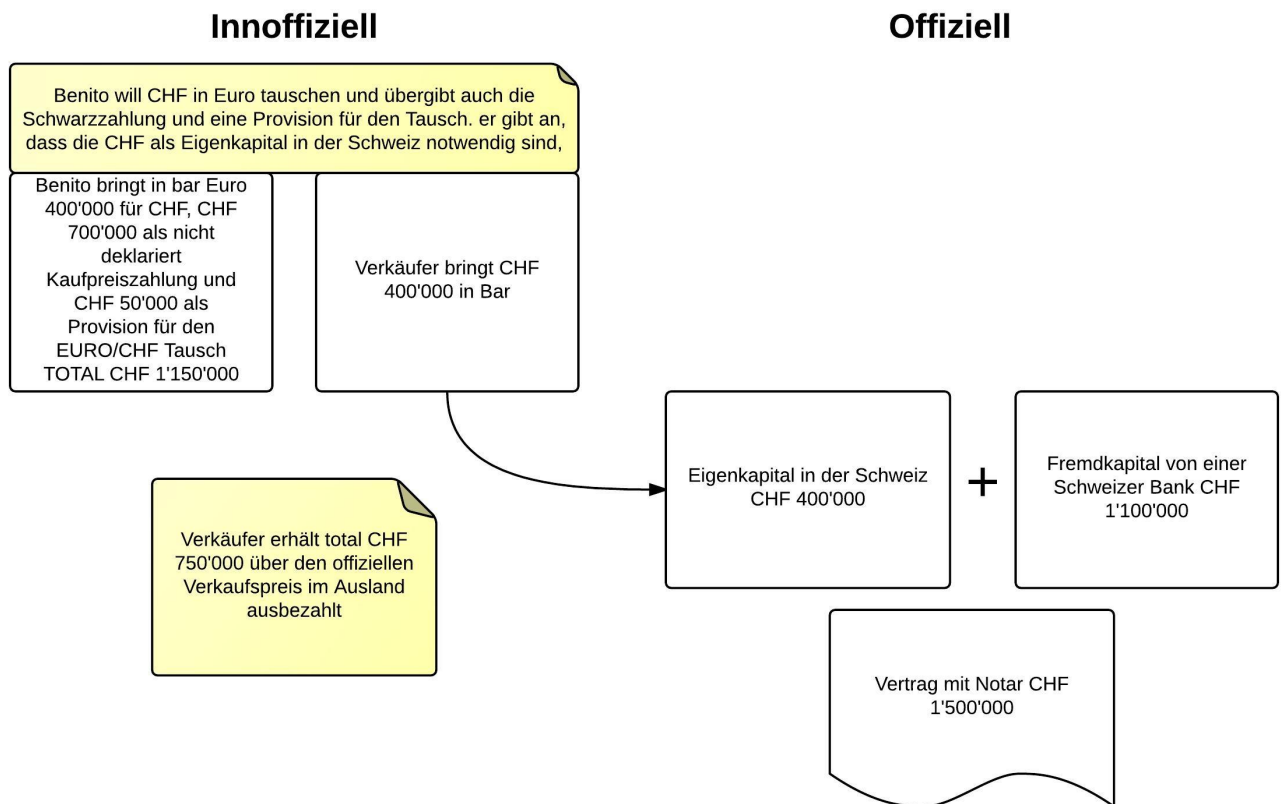 Innoffiziell
Offiziell
Benito will CHF in Euro tauschen und übergibt auch die
Schwarzzahlung und eine Provision für den Tausch. er gibt an,
dass die CHF als Eigenkapital in der Schweiz notwendig sind,
Benito bringt in bar Euro
400'000 für CHF, CHF
700'000 als nicht
deklariert
Kaufpreiszahlung und
CHF 50'000 als
Provision für den
EURO/CHF Tausch
TOTAL CHF 1'150'000
Verkäufer bringt CHF
400'000 in Bar
Eigenkapital in der Schweiz
CHF 400'000
+
Fremdkapital von einer
Schweizer Bank CHF
1'100'000
Verkäufer erhält total CHF
750'000 über den offiziellen
Verkaufspreis im Ausland
ausbezahlt
Vertrag mit Notar CHF
1'500'000